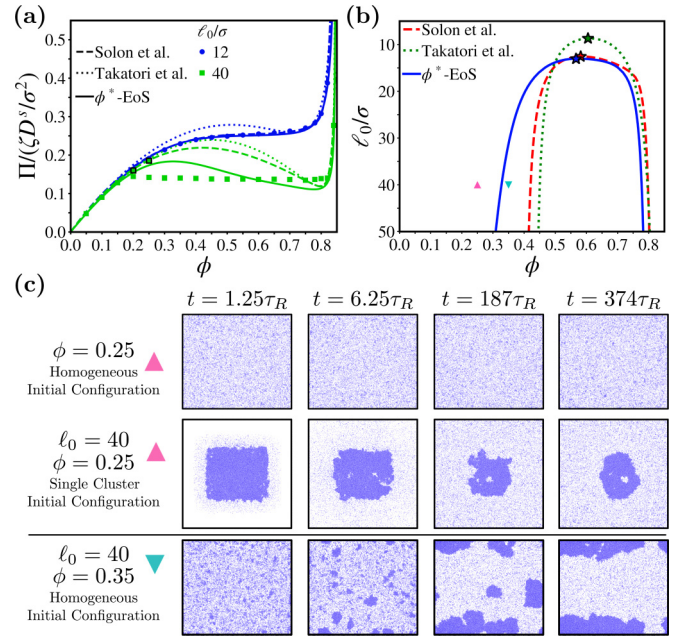 (a)
Π/(ζD^s/σ^2)
0.5
0.4
0.3
0.2
0.1
0.0
Solon et al.
Takatori et al.
ϕ*-EoS
ℓ0/σ
12
40
0.0 0.1 0.2 0.3 0.4 0.5 0.6 0.7 0.8
ϕ
(b)
ℓ0/σ
10
20
30
40
50
Solon et al.
Takatori et al.
ϕ*-EoS
0.0 0.1 0.2 0.3 0.4 0.5 0.6 0.7 0.8
ϕ
(c)
t = 1.25τR t = 6.25τR t = 187τR t = 374τR
ϕ = 0.25
Homogeneous
Initial Configuration
ℓ0 = 40
ϕ = 0.25
Single Cluster
Initial Configuration
ℓ0 = 40
ϕ = 0.35
Homogeneous
Initial Configuration